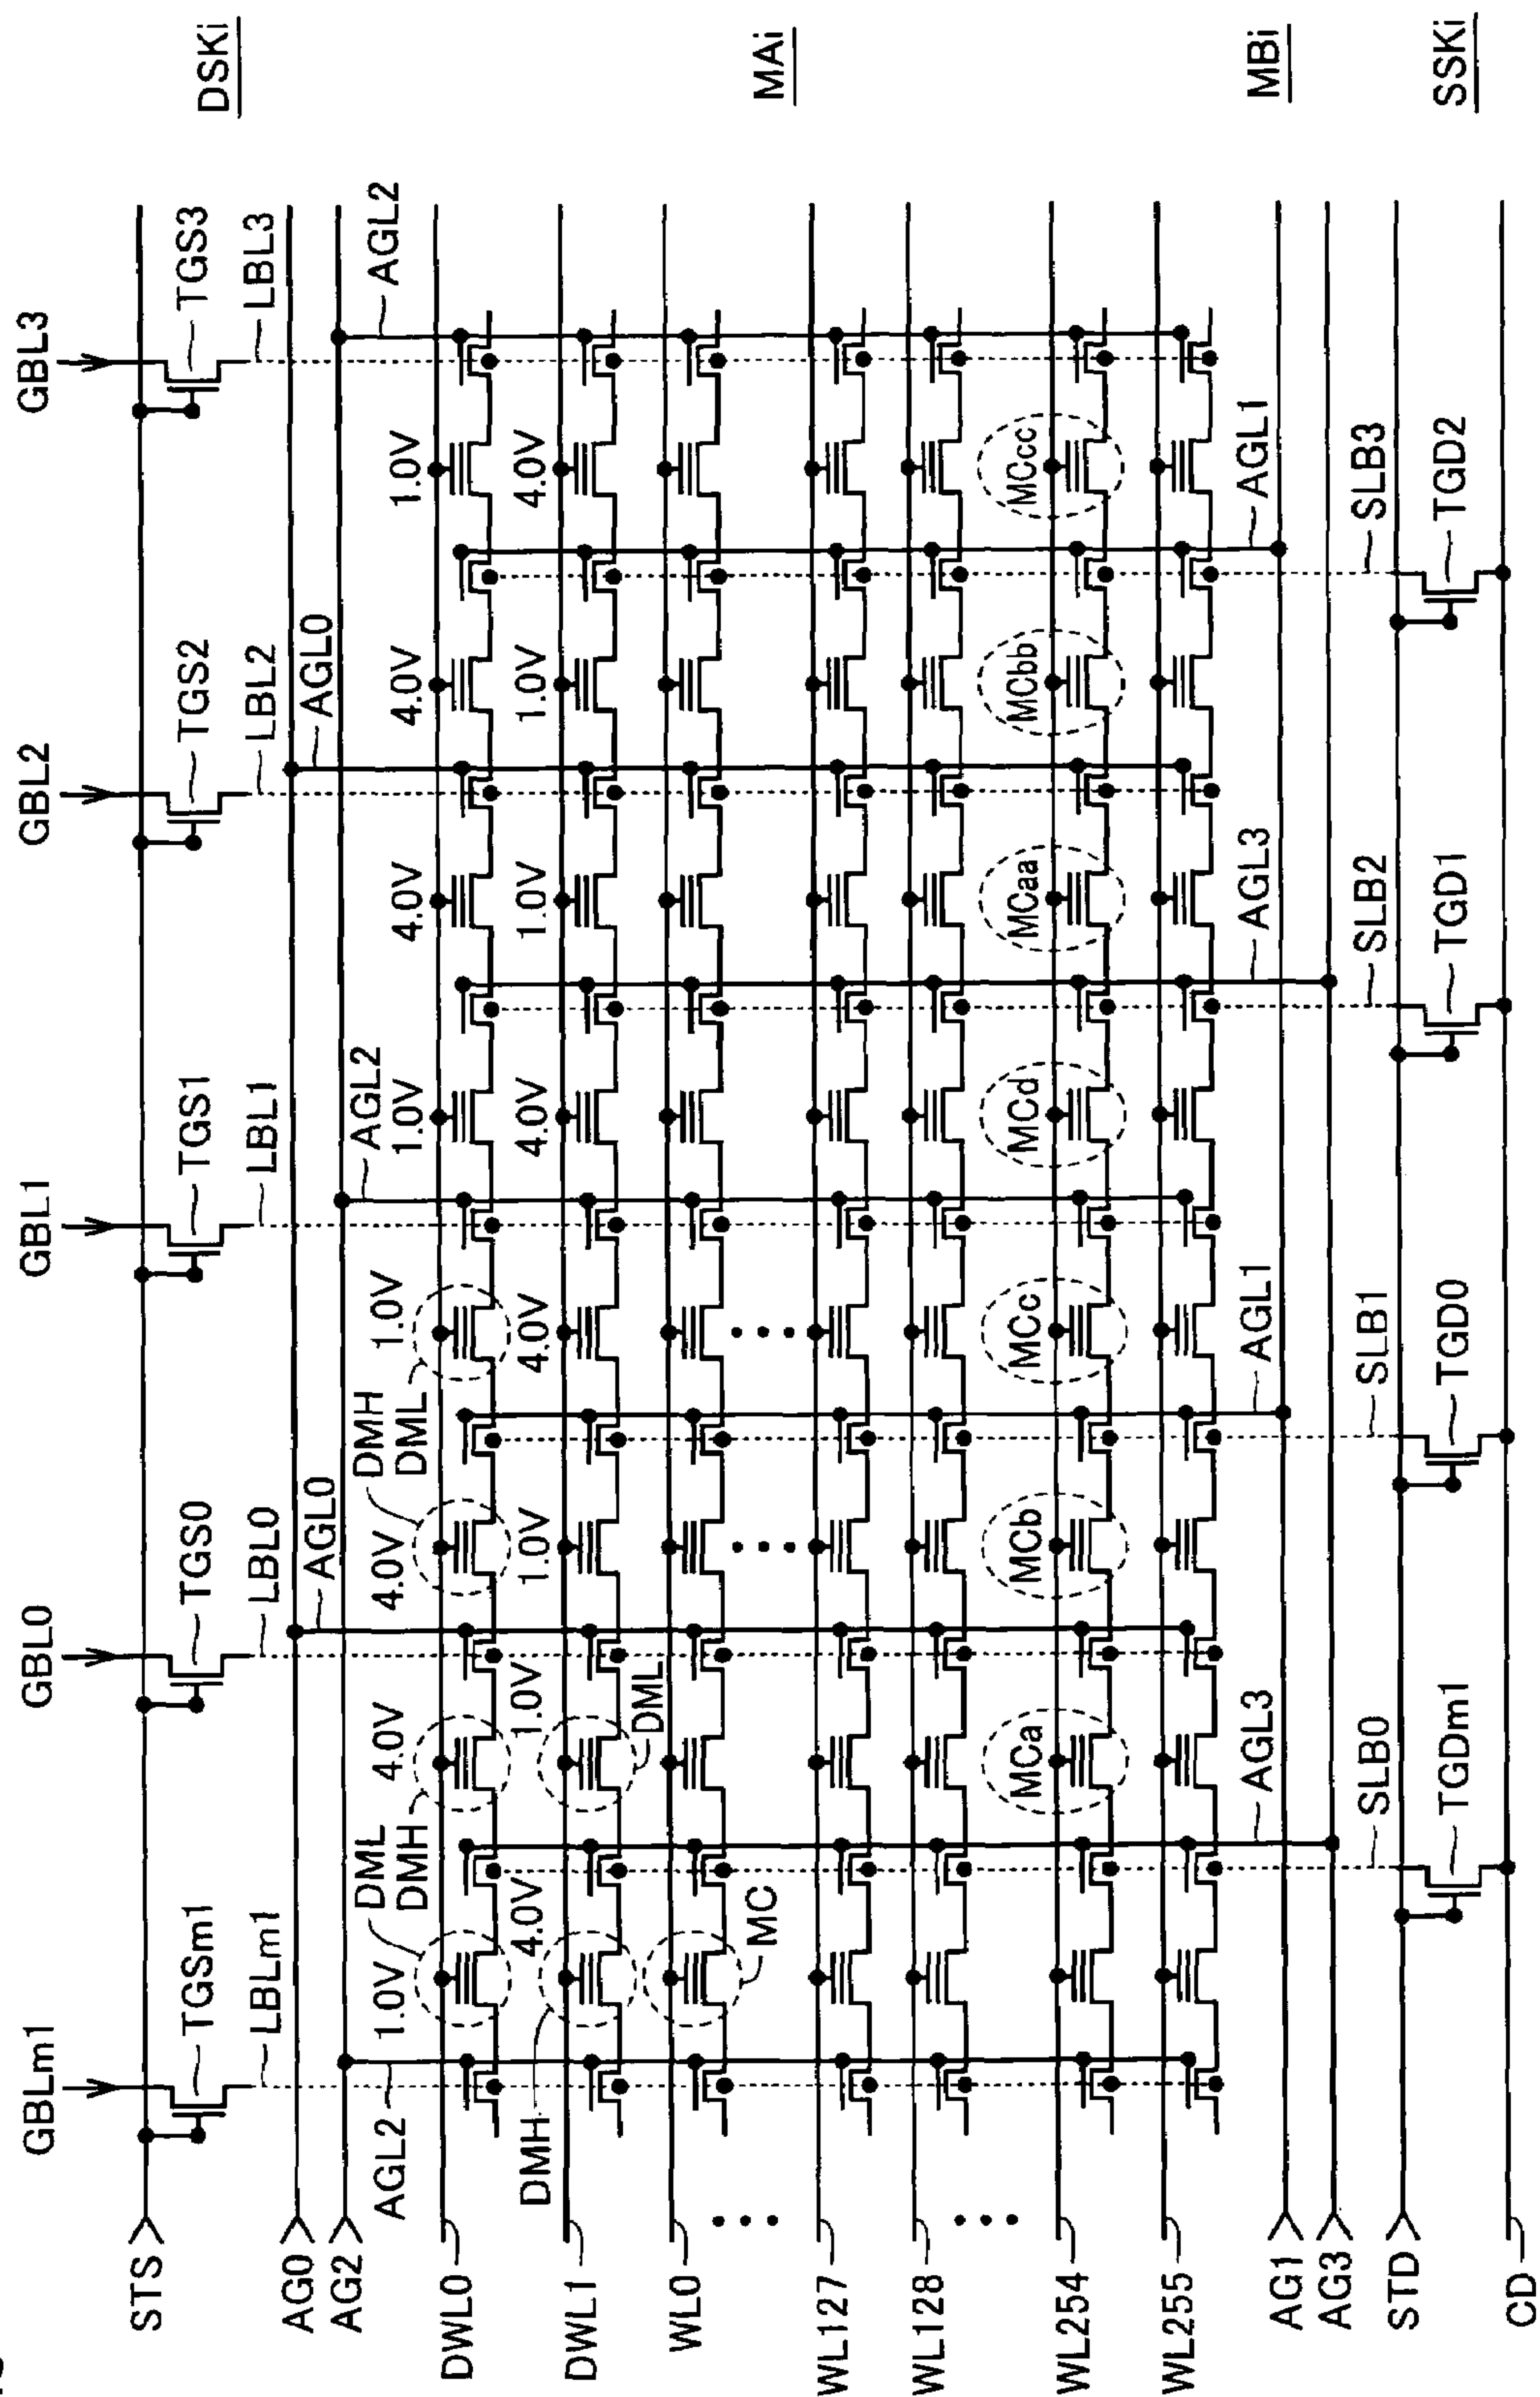 GBLm1
GBL0
GBL1
GBL2
GBL3
STS
TGSm1
TGS0
TGS1
TGS2
TGS3
DSKi
LBLm1
LBL0
LBL1
LBL2
LBL3
AG0
AG2
AGL2
AGL0
AGL2
AGL0
AGL2
1.0V
DML
DMH
4.0V
4.0V
DMH
DML
1.0V
1.0V
4.0V
4.0V
1.0V
DWL0
DMH
4.0V
1.0V
DML
1.0V
4.0V
4.0V
1.0V
1.0V
4.0V
DWL1
WL0
MC
MAi
WL127
WL128
MCa
MCb
MCc
MCd
MCaa
MCbb
MCcc
WL254
WL255
AGL3
AGL1
AGL3
AGL1
AG1
MBi
AG3
SLB0
SLB1
SLB2
SLB3
STD
TGDm1
TGD0
TGD1
TGD2
SSKi
CD